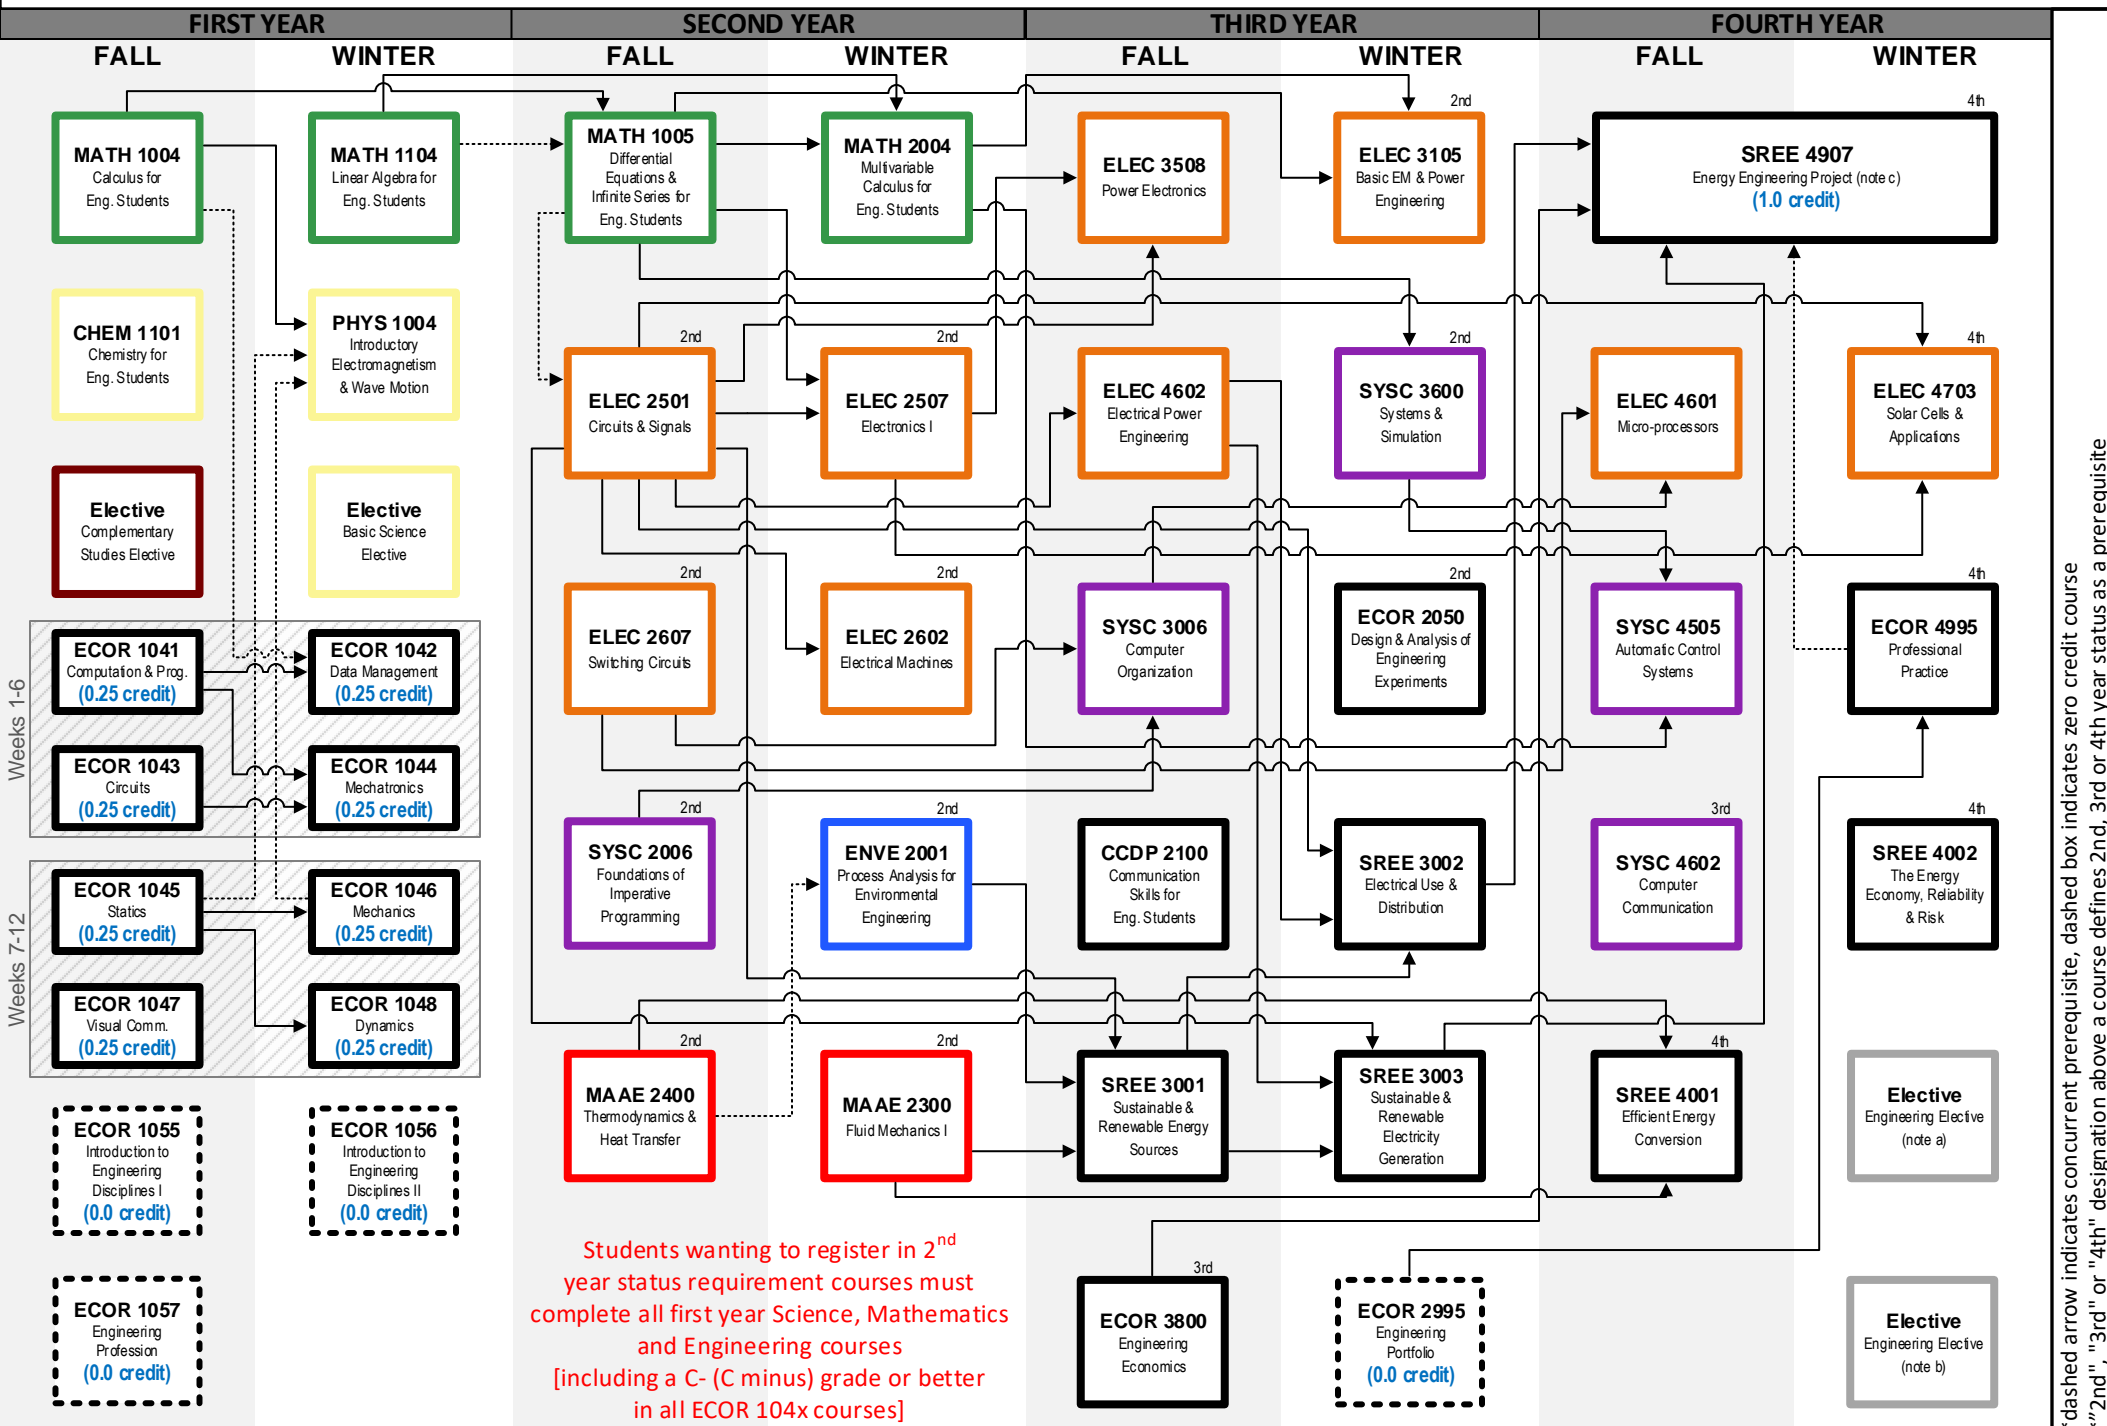 FIRST YEAR
SECOND YEAR
THIRD YEAR
FOURTH YEAR
FALL
WINTER
FALL
WINTER
FALL
WINTER
FALL
WINTER
MATH 1004
Calculus for
Eng. Students
MATH 1104
Linear Algebra for
Eng. Students
MATH 1005
Differential
Equations &
Infinite Series for
Eng. Students
MATH 2004
Multivariable
Calculus for
Eng. Students
ELEC 3508
Power Electronics
2nd
ELEC 3105
Basic EM & Power
Engineering
4th
SREE 4907
Energy Engineering Project (note c)
(1.0 credit)
CHEM 1101
Chemistry for
Eng. Students
PHYS 1004
Introductory
Electromagnetism
& Wave Motion
2nd
ELEC 2501
Circuits & Signals
2nd
ELEC 2507
Electronics I
ELEC 4602
Electrical Power
Engineering
2nd
SYSC 3600
Systems &
Simulation
ELEC 4601
Micro-processors
4th
ELEC 4703
Solar Cells &
Applications
Elective
Complementary
Studies Elective
Elective
Basic Science
Elective
2nd
ELEC 2607
Switching Circuits
2nd
ELEC 2602
Electrical Machines
SYSC 3006
Computer
Organization
2nd
ECOR 2050
Design & Analysis of
Engineering
Experiments
SYSC 4505
Automatic Control
Systems
4th
ECOR 4995
Professional
Practice
Weeks 1-6
ECOR 1041
Computation & Prog.
(0.25 credit)
ECOR 1042
Data Management
(0.25 credit)
ECOR 1043
Circuits
(0.25 credit)
ECOR 1044
Mechatronics
(0.25 credit)
2nd
SYSC 2006
Foundations of
Imperative
Programming
2nd
ENVE 2001
Process Analysis for
Environmental
Engineering
CCDP 2100
Communication
Skills for
Eng. Students
SREE 3002
Electrical Use &
Distribution
3rd
SYSC 4602
Computer
Communication
4th
SREE 4002
The Energy
Economy, Reliability
& Risk
Weeks 7-12
ECOR 1045
Statics
(0.25 credit)
ECOR 1046
Mechanics
(0.25 credit)
ECOR 1047
Visual Comm.
(0.25 credit)
ECOR 1048
Dynamics
(0.25 credit)
2nd
MAAE 2400
Thermodynamics &
Heat Transfer
2nd
MAAE 2300
Fluid Mechanics I
SREE 3001
Sustainable &
Renewable Energy
Sources
SREE 3003
Sustainable &
Renewable
Electricity
Generation
4th
SREE 4001
Efficient Energy
Conversion
Elective
Engineering Elective
(note a)
ECOR 1055
Introduction to
Engineering
Disciplines I
(0.0 credit)
ECOR 1056
Introduction to
Engineering
Disciplines II
(0.0 credit)
ECOR 1057
Engineering
Profession
(0.0 credit)
Students wanting to register in 2nd
year status requirement courses must
complete all first year Science, Mathematics
and Engineering courses
[including a C- (C minus) grade or better
in all ECOR 104x courses]
3rd
ECOR 3800
Engineering
Economics
ECOR 2995
Engineering
Portfolio
(0.0 credit)
Elective
Engineering Elective
(note b)
*dashed arrow indicates concurrent prerequisite, dashed box indicates zero credit course
*"2nd", "3rd" or "4th" designation above a course defines 2nd, 3rd or 4th year status as a prerequisite